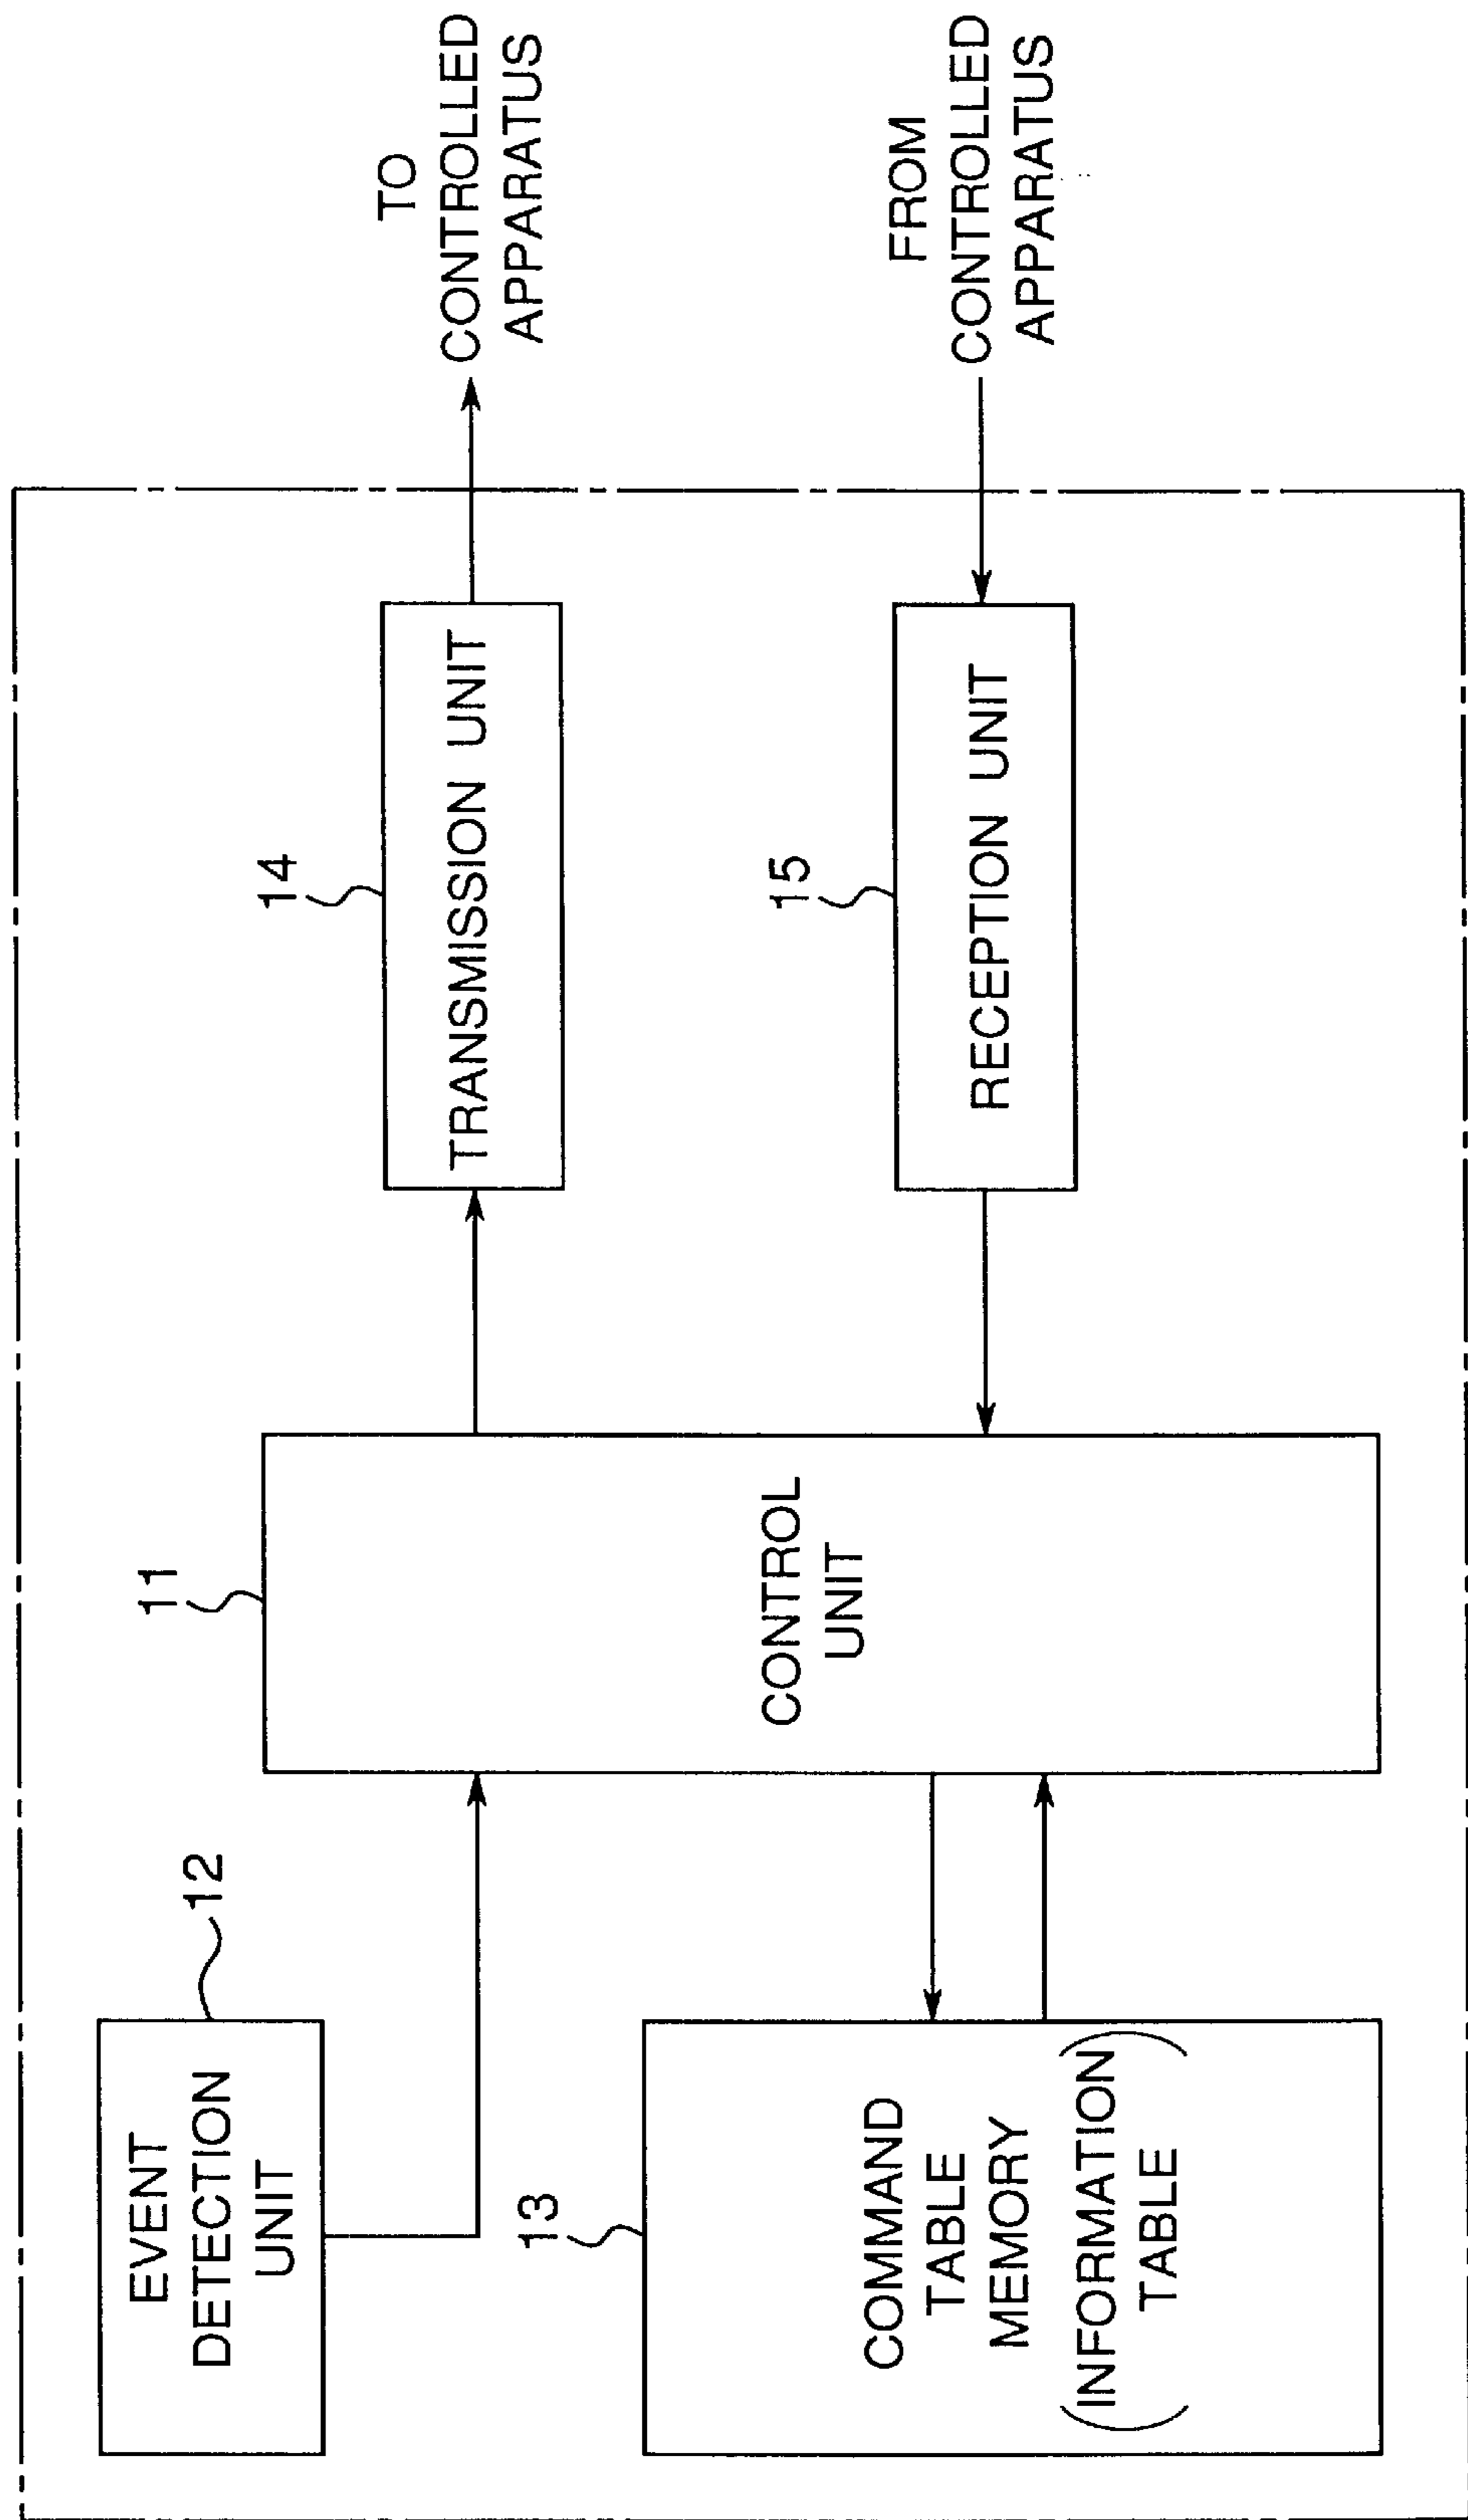 12
EVENT
DETECTION
UNIT
13
COMMAND
TABLE
MEMORY
(INFORMATION)
TABLE
11
CONTROL
UNIT
14
TRANSMISSION UNIT
15
RECEPTION UNIT
TO
CONTROLLED
APPARATUS
FROM
CONTROLLED
APPARATUS